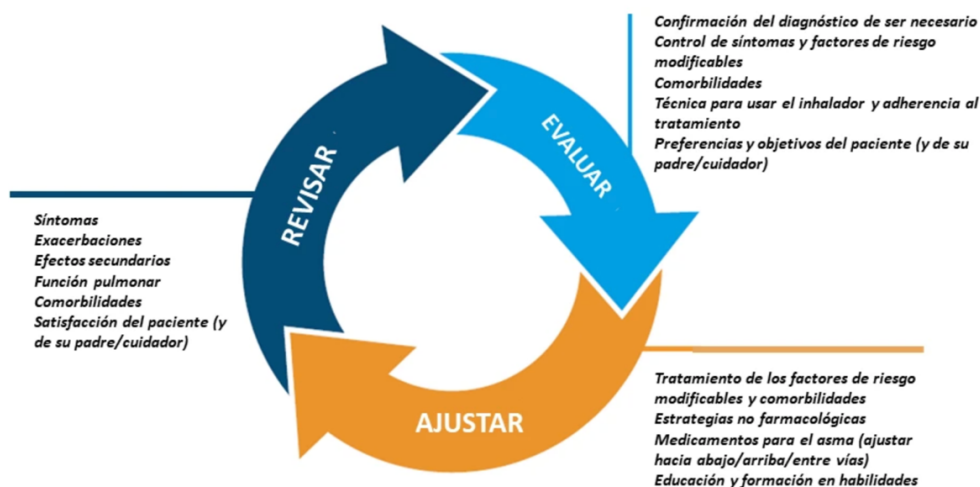 Confirmación del diagnóstico de ser necesario
Control de síntomas y factores de riesgo
modificables
Comorbilidades
Técnica para usar el inhalador y adherencia al
tratamiento
Preferencias y objetivos del paciente (y de su
padre/cuidador)
EVALUAR
REVISAR
Síntomas
Exacerbaciones
Efectos secundarios
Función pulmonar
Comorbilidades
Satisfacción del paciente (y
de su padre/cuidador)
AJUSTAR
Tratamiento de los factores de riesgo
modificables y comorbilidades
Estrategias no farmacológicas
Medicamentos para el asma (ajustar
hacia abajo/arriba/entre vías)
Educación y formación en habilidades